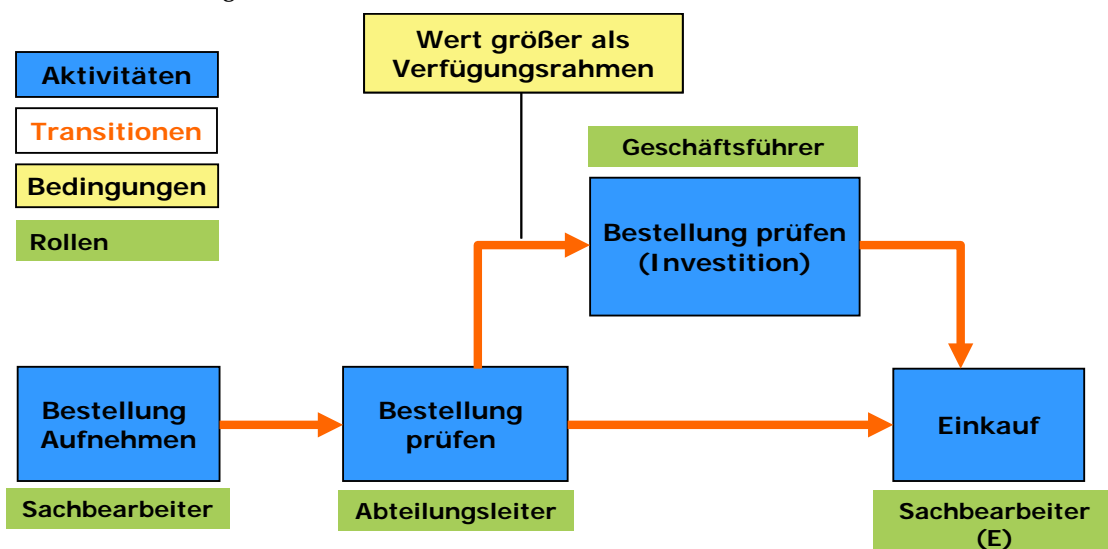 Wert größer als
Verfügungsrahmen
Aktivitäten
Transitionen
Bedingungen
Rollen
Geschäftsführer
Bestellung prüfen
(Investition)
Bestellung
Aufnehmen
Sachbearbeiter
Bestellung
prüfen
Abteilungsleiter
Einkauf
Sachbearbeiter
(E)